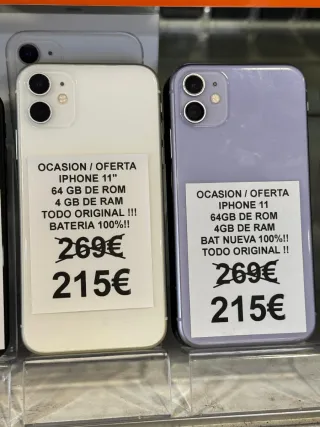 OCASION / OFERTA
IPHONE 11"
64 GB DE ROM
4 GB DE RAM
TODO ORIGINAL !!!
BATERIA 100%!!
269€
215€
OCASION / OFERTA
IPHONE 11
64GB DE ROM
4GB DE RAM
BAT NUEVA 100%!!
TODO ORIGINAL !!
269€
215€